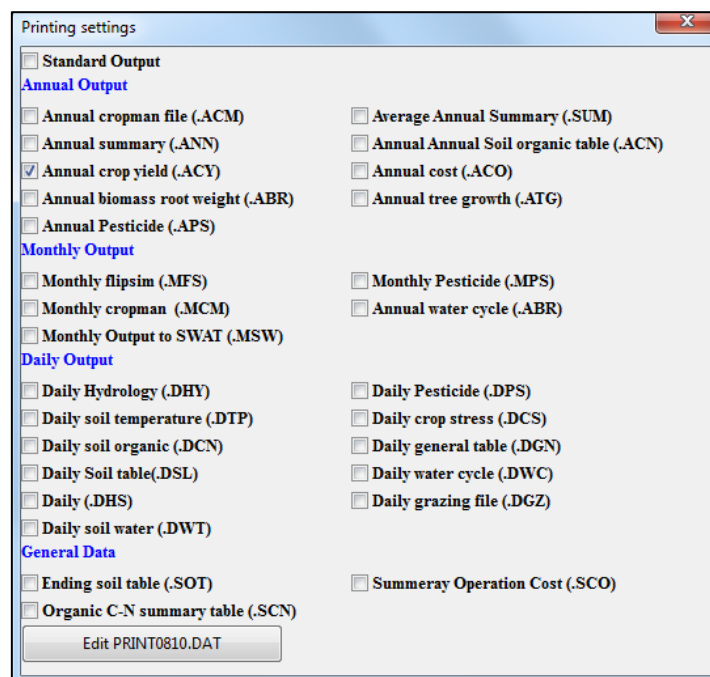 Printing settings
Standard Output
Annual Output
Annual cropman file (.ACM) Average Annual Summary (.SUM)
Annual summary (.ANN) Annual Annual Soil organic table (.ACN)
Annual crop yield (.ACY) Annual cost (.ACO)
Annual biomass root weight (.ABR) Annual tree growth (.ATG)
Annual Pesticide (.APS)
Monthly Output
Monthly flipsim (.MFS) Monthly Pesticide (.MPS)
Monthly cropman (.MCM) Annual water cycle (.ABR)
Monthly Output to SWAT (.MSW)
Daily Output
Daily Hydrology (.DHY) Daily Pesticide (.DPS)
Daily soil temperature (.DTP) Daily crop stress (.DCS)
Daily soil organic (.DCN) Daily general table (.DGN)
Daily Soil table(.DSL) Daily water cycle (.DWC)
Daily (.DHS) Daily grazing file (.DGZ)
Daily soil water (.DWT)
General Data
Ending soil table (.SOT) Summeray Operation Cost (.SCO)
Organic C-N summary table (.SCN)
Edit PRINT0810.DAT